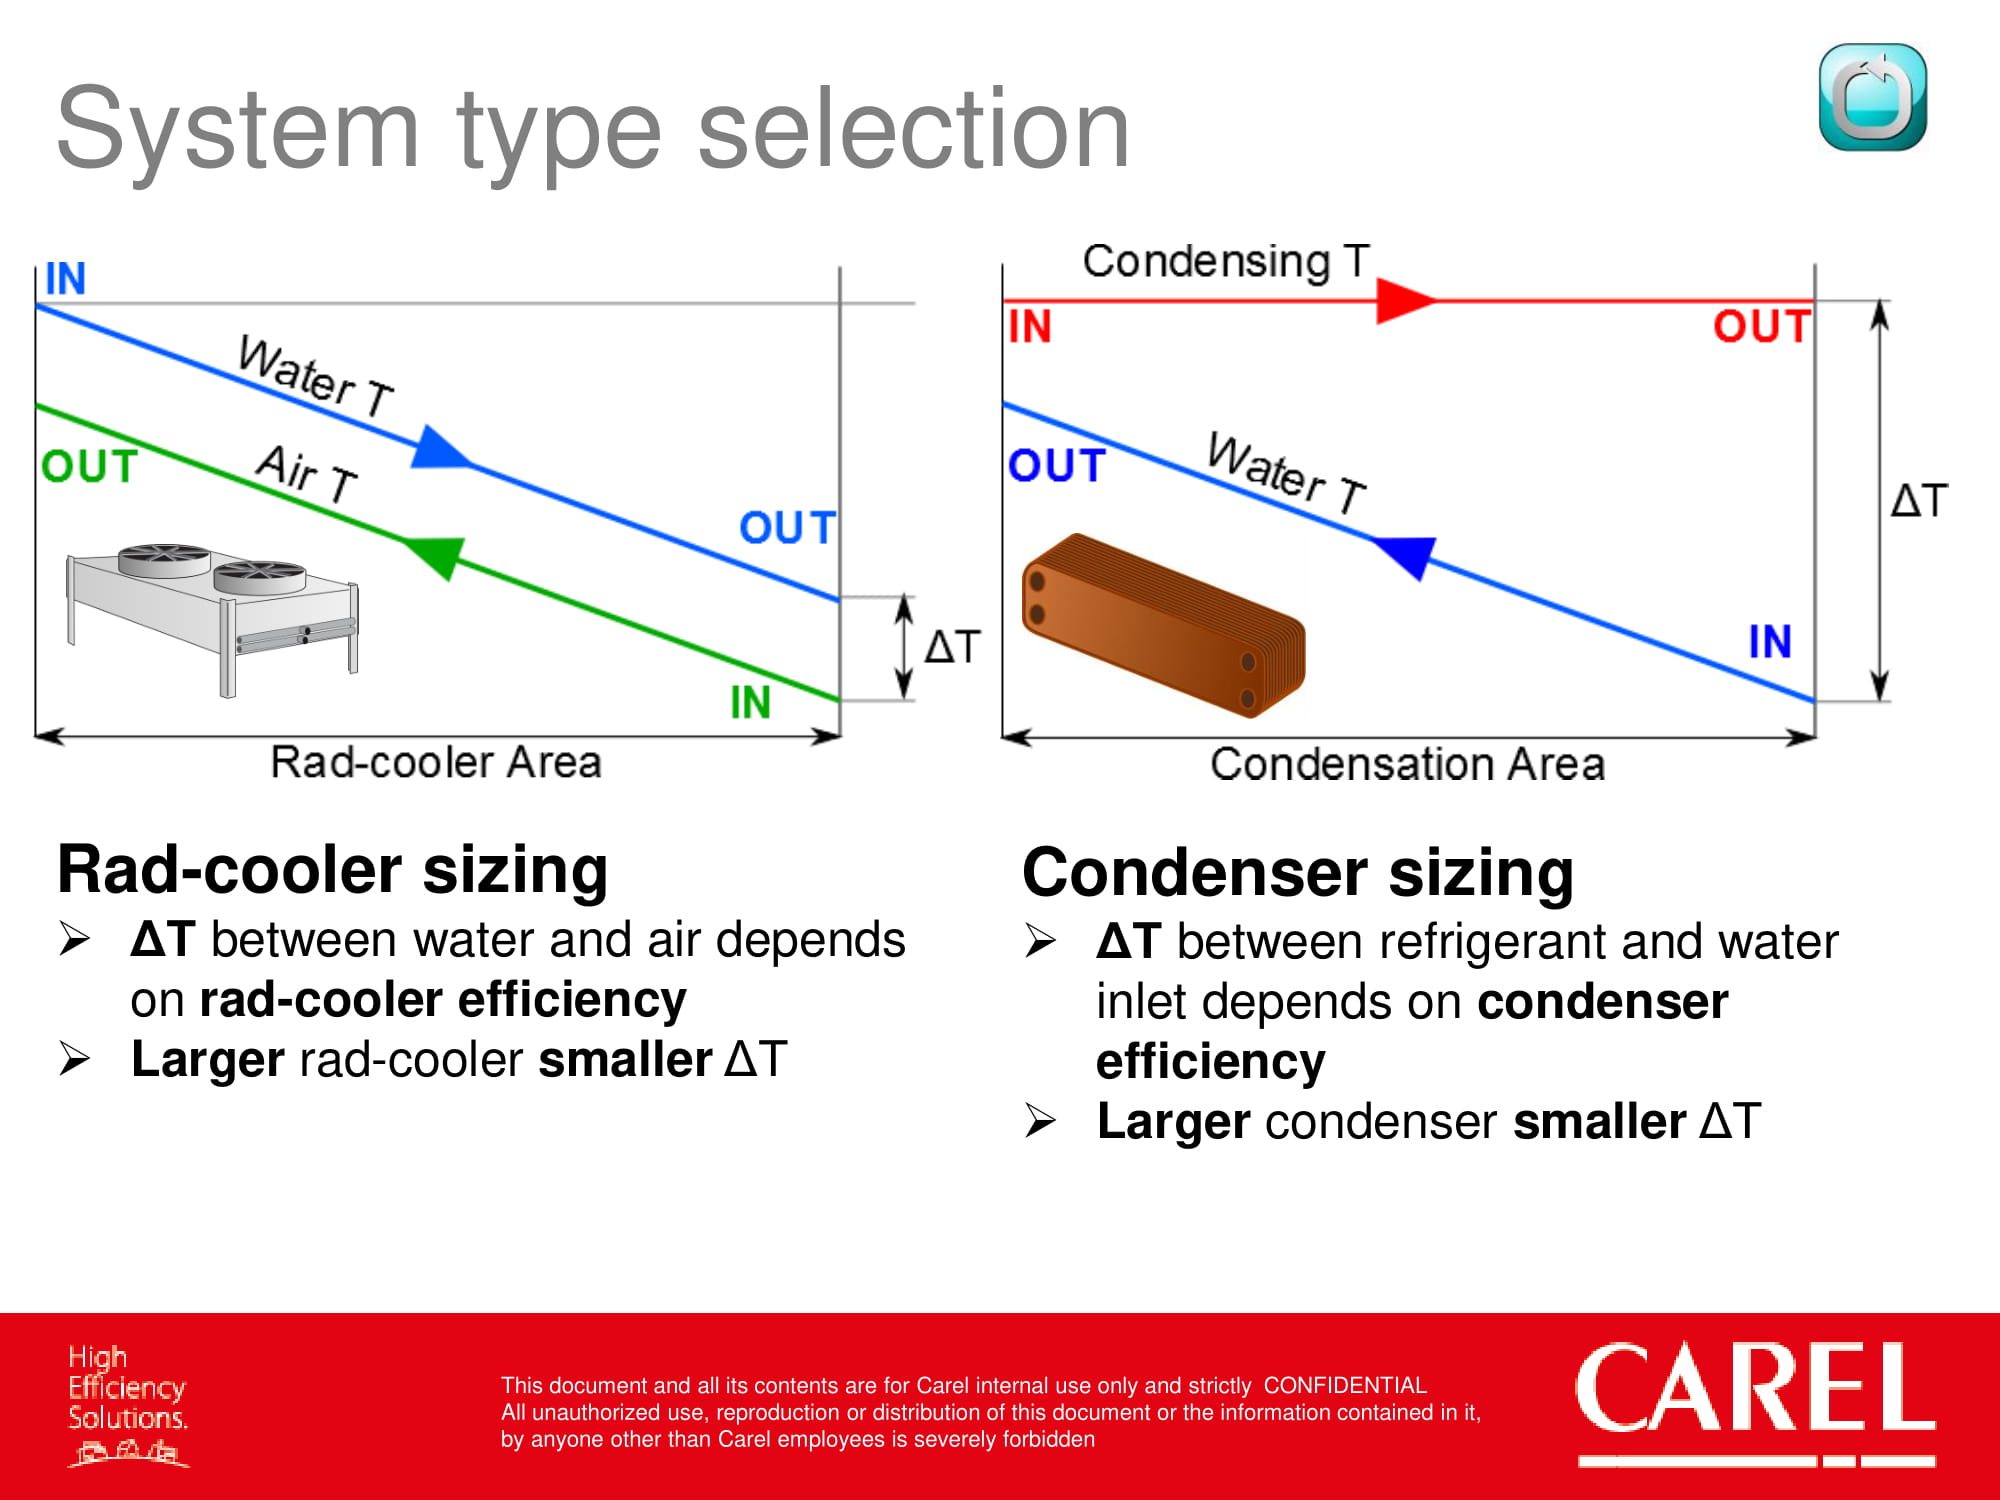 System type selection
IN
Water T
Air T
OUT
OUT
IN
ΔT
Rad-cooler Area
Condensing T
IN
OUT
OUT
Water T
IN
ΔT
Condensation Area
Rad-cooler sizing
➢ ΔT between water and air depends
on rad-cooler efficiency
➢ Larger rad-cooler smaller ΔT
Condenser sizing
➢ ΔT between refrigerant and water
inlet depends on condenser
efficiency
➢ Larger condenser smaller ΔT
High
Efficiency
Solutions.
This document and all its contents are for Carel internal use only and strictly CONFIDENTIAL
All unauthorized use, reproduction or distribution of this document or the information contained in it,
by anyone other than Carel employees is severely forbidden
CAREL